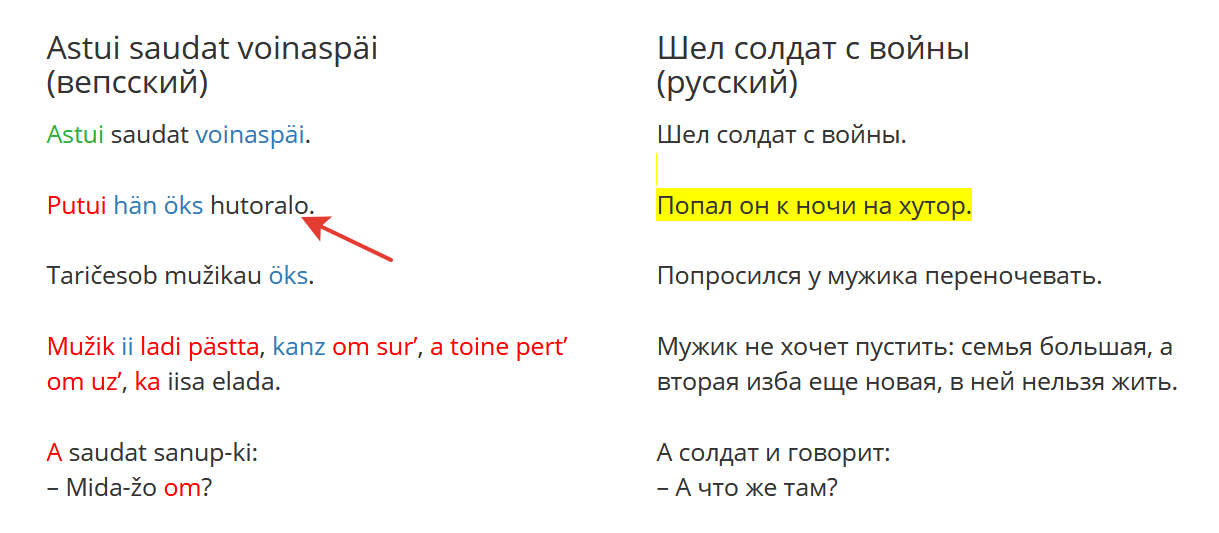 Astui saudat voinaspäi
(вепсский)
Astui saudat voinaspäi.
Putui hän öks hutoralo.
Taričesob mužikau öks.
Mužik ii ladi pästta, kanz om sur’, a toine pert’
om uz’, ka iisa elada.
A saudat sanup-ki:
– Mida-žo om?
Шел солдат с войны
(русский)
Шел солдат с войны.
Попал он к ночи на хутор.
Попросился у мужика переночевать.
Мужик не хочет пустить: семья большая, а
вторая изба еще новая, в ней нельзя жить.
А солдат и говорит:
– А что же там?